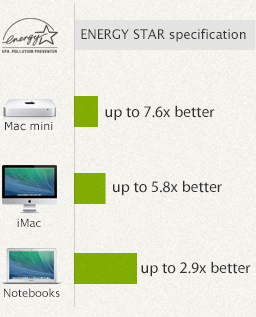 energy
EPA POLLUTION PREVENTER
ENERGY STAR specification
Mac mini
up to 7.6x better
up to 5.8x better
iMac
up to 2.9x better
Notebooks